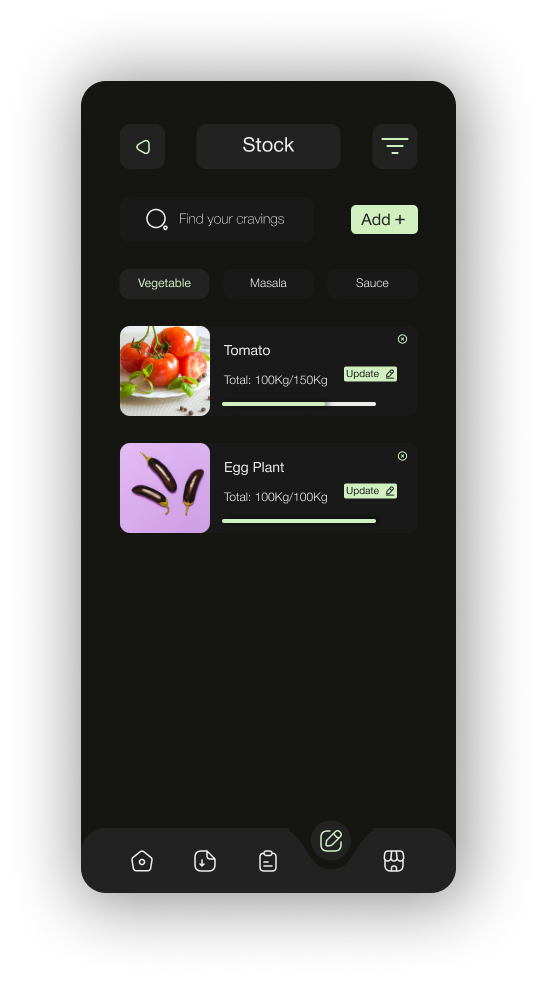 Stock
Find your cravings
Add +
Vegetable
Masala
Sauce
Tomato
Total: 100Kg/150Kg
Update
Egg Plant
Total: 100Kg/100Kg
Update